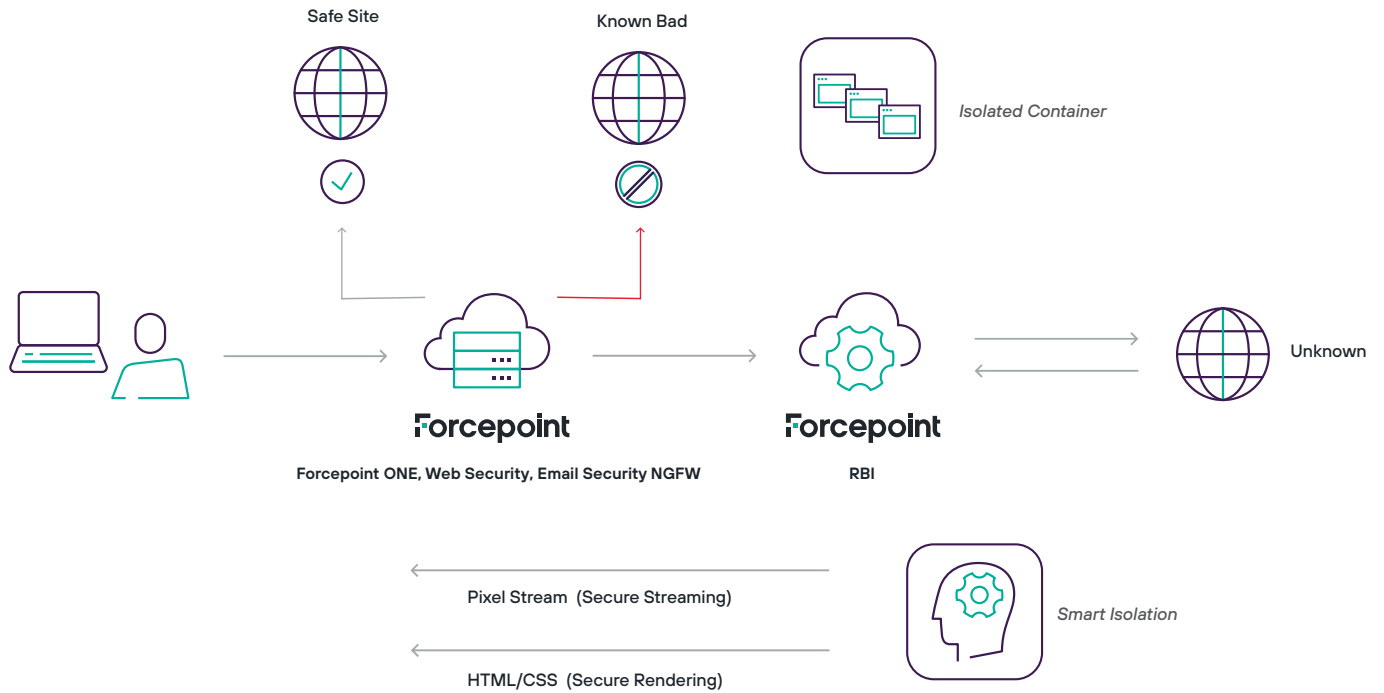 Safe Site
Known Bad
Isolated Container
Unknown
Forcepoint
Forcepoint
Forcepoint ONE, Web Security, Email Security NGFW
RBI
Pixel Stream (Secure Streaming)
Smart Isolation
HTML/CSS (Secure Rendering)